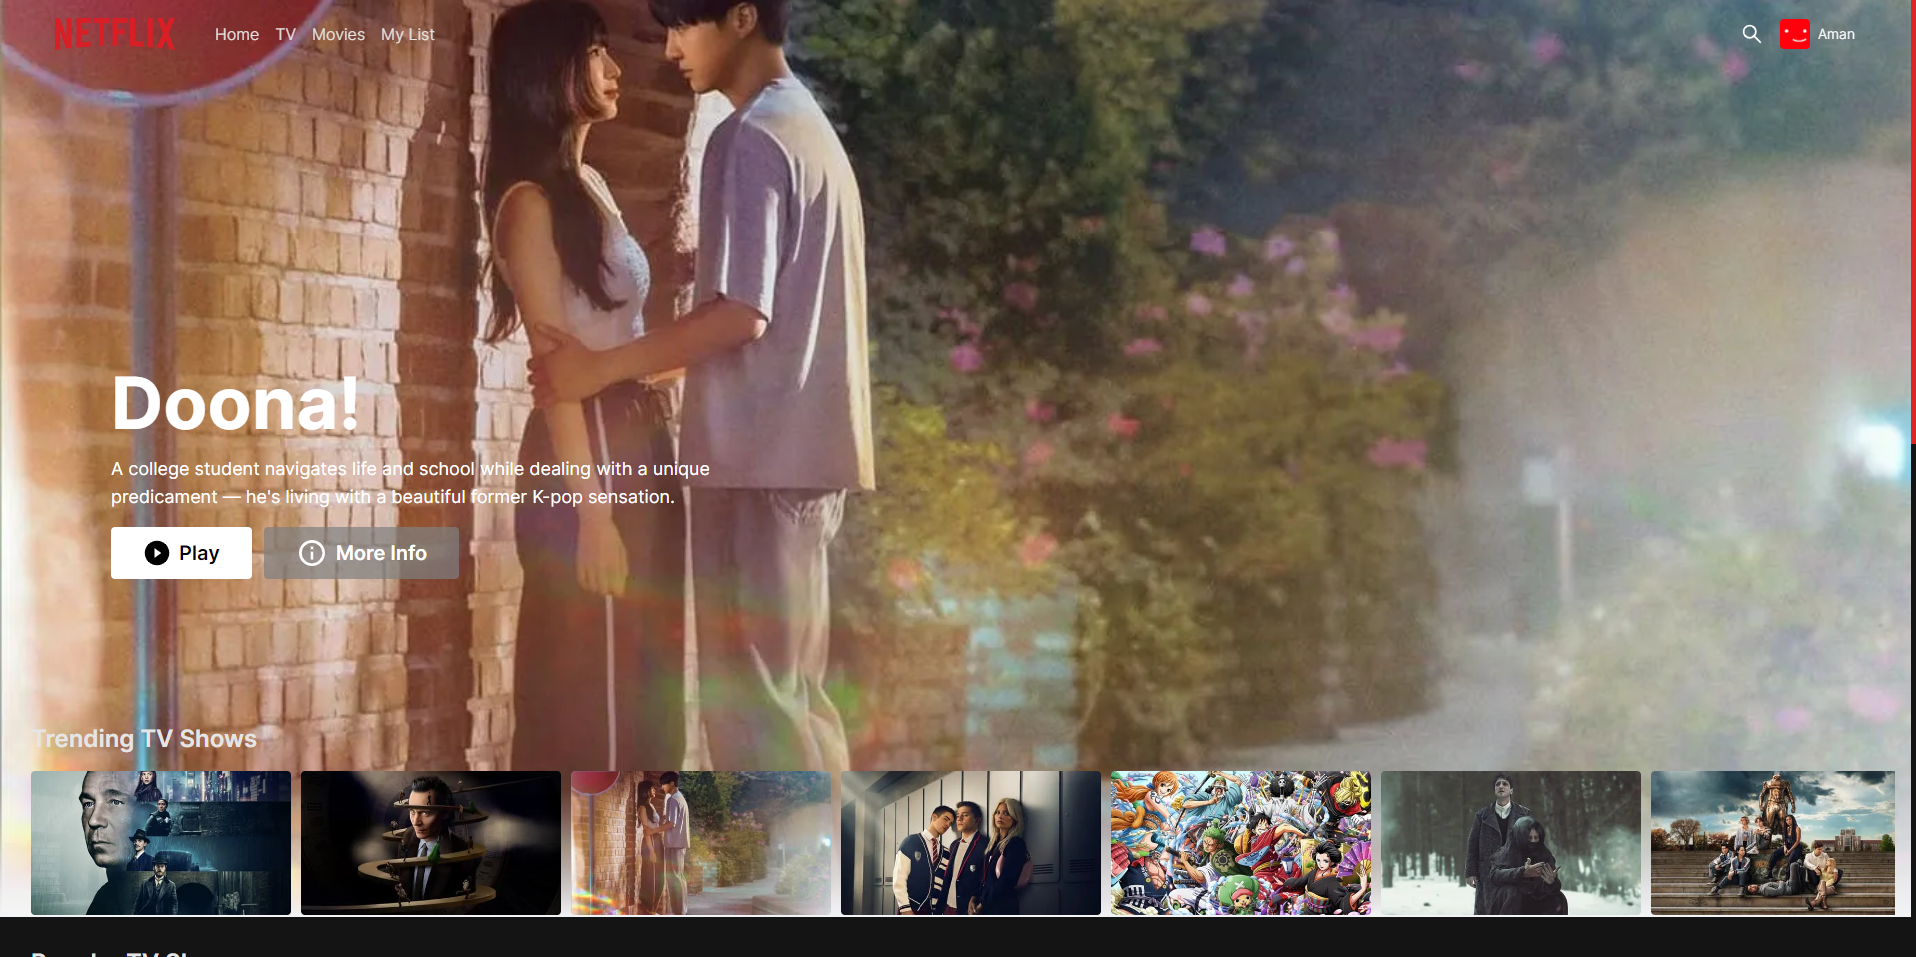 NETFLIX
Home TV Movies My List
Aman
Doona!
A college student navigates life and school while dealing with a unique
predicament — he's living with a beautiful former K-pop sensation.
Play
More Info
Trending TV Shows